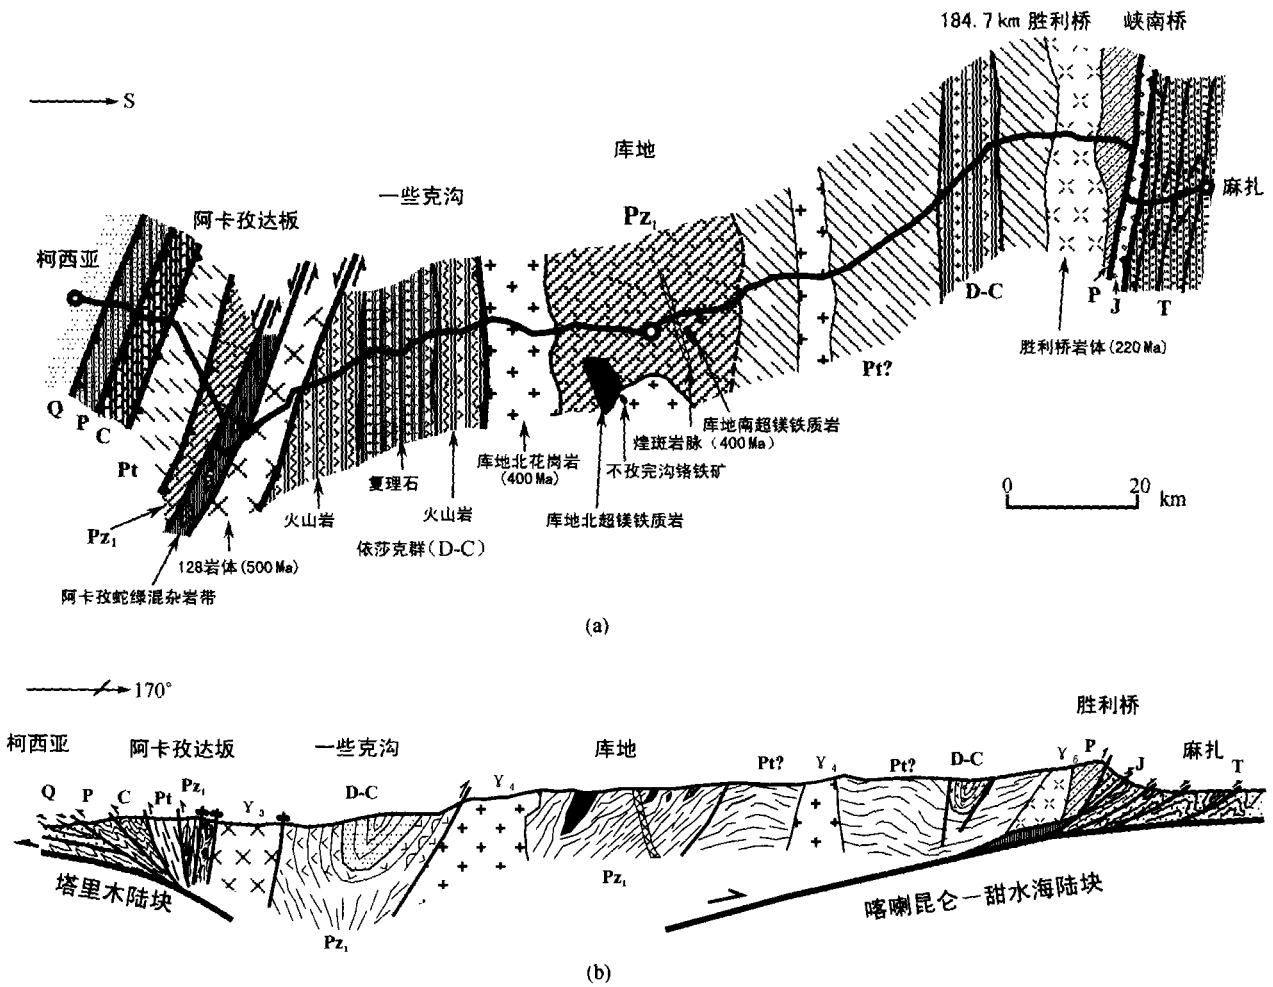 184.7 km 胜利桥 峡南桥
S
库地
一些克沟
麻扎
阿卡孜达板
Pz₁
柯西亚
D-C
P
J
T
胜利桥岩体(220 Ma)
Pt?
Q
P
C
Pt
库地南超镁铁质岩
煌斑岩脉(400 Ma)
库地北花岗岩
(400 Ma)
不孜完沟铬铁矿
复理石
0 20 km
火山岩
火山岩
库地北超镁铁质岩
Pz₁
依莎克群(D-C)
128岩体(500 Ma)
阿卡孜蛇绿混杂岩带
(a)
170°
胜利桥
柯西亚 阿卡孜达坂 一些克沟 库地 麻扎
Q P C Pt Pz₁ γ₃ D-C γ₄ Pt? γ₄ Pt? D-C γ₆ P J T
塔里木陆块
Pz₁
喀喇昆仑—甜水海陆块
Pz₁
(b)